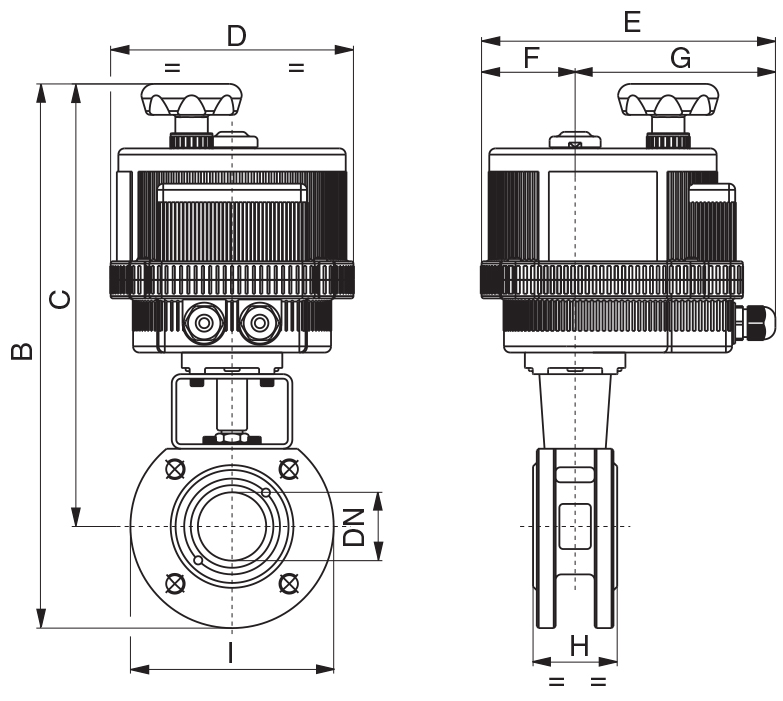 D
= =
E
F G
C
B
DN
I
H
= =